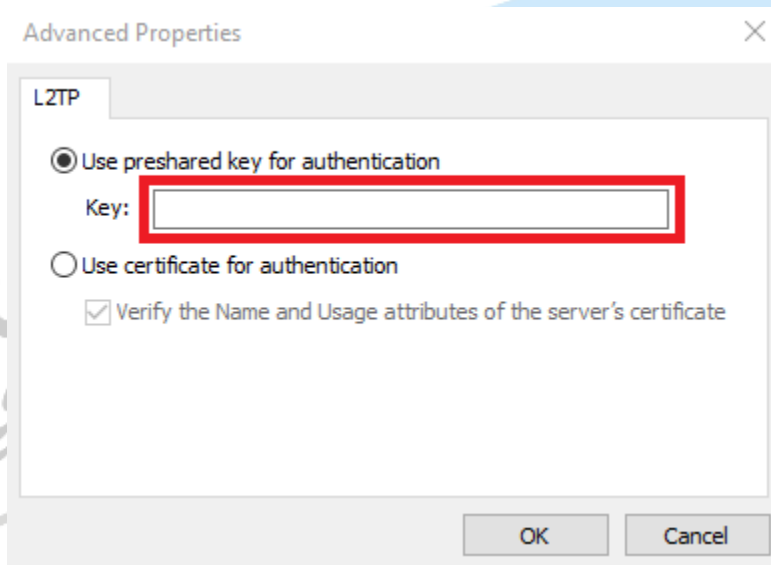 Advanced Properties
L2TP
Use preshared key for authentication
Key:
Use certificate for authentication
Verify the Name and Usage attributes of the server's certificate
OK Cancel